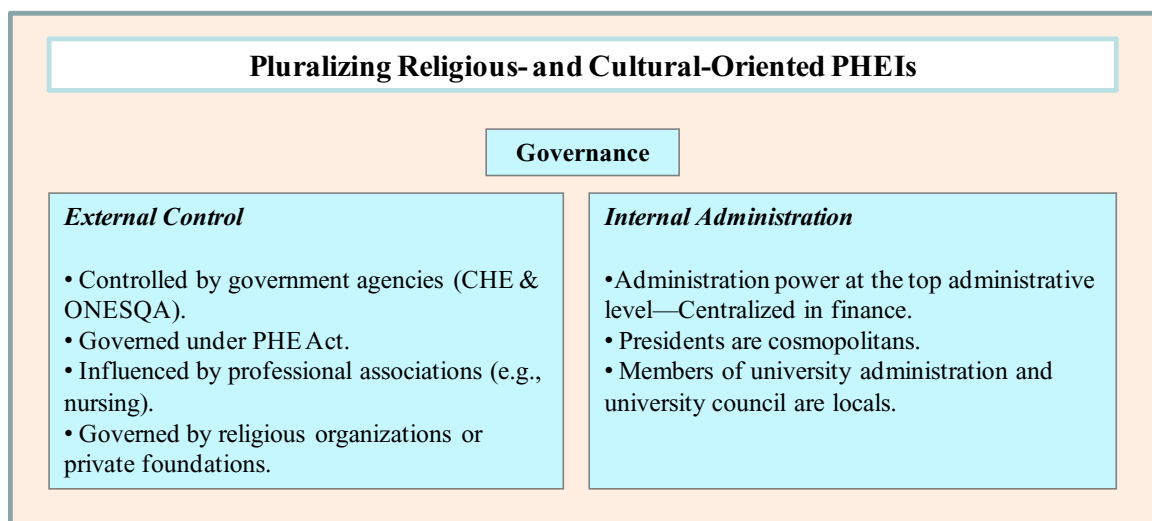 Pluralizing Religious- and Cultural-Oriented PHEIs
Governance
External Control
• Controlled by government agencies (CHE &
ONESQA).
• Governed under PHE Act.
• Influenced by professional associations (e.g.,
nursing).
• Governed by religious organizations or
private foundations.
Internal Administration
•Administration power at the top administrative
level—Centralized in finance.
• Presidents are cosmopolitans.
• Members of university administration and
university council are locals.